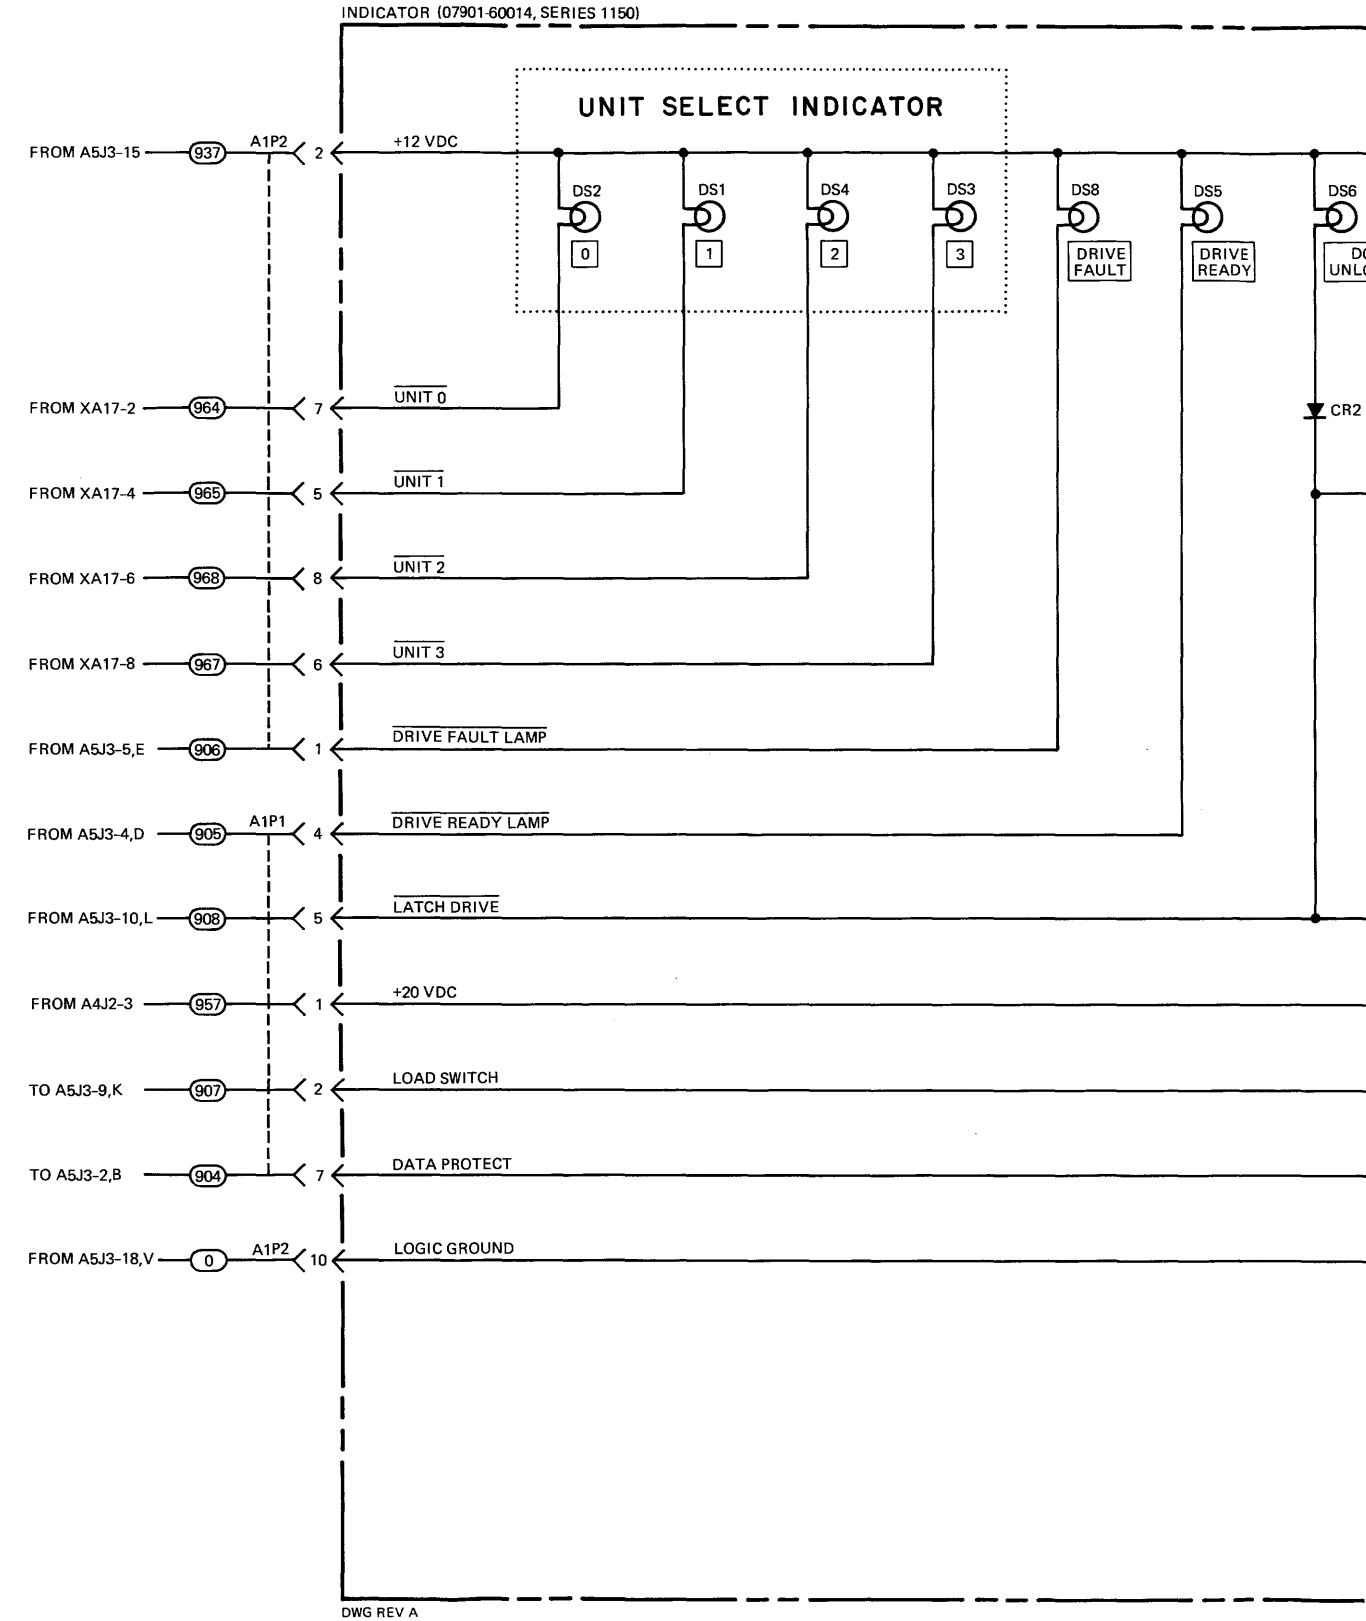 INDICATOR (07901-60014, SERIES 1150)
UNIT SELECT INDICATOR
FROM A5J3-15 937 A1P2 2 +12 VDC
DS2 DS1 DS4 DS3 DS8 DS5 DS6
0 1 2 3
DRIVE FAULT
DRIVE READY
FROM XA17-2 964 7 UNIT 0
CR2
FROM XA17-4 965 5 UNIT 1
FROM XA17-6 968 8 UNIT 2
FROM XA17-8 967 6 UNIT 3
FROM A5J3-5,E 906 1 DRIVE FAULT LAMP
FROM A5J3-4,D 905 A1P1 4 DRIVE READY LAMP
FROM A5J3-10,L 908 5 LATCH DRIVE
FROM A4J2-3 957 1 +20 VDC
TO A5J3-9,K 907 2 LOAD SWITCH
TO A5J3-2,B 904 7 DATA PROTECT
FROM A5J3-18,V 0 A1P2 10 LOGIC GROUND
DWG REV A